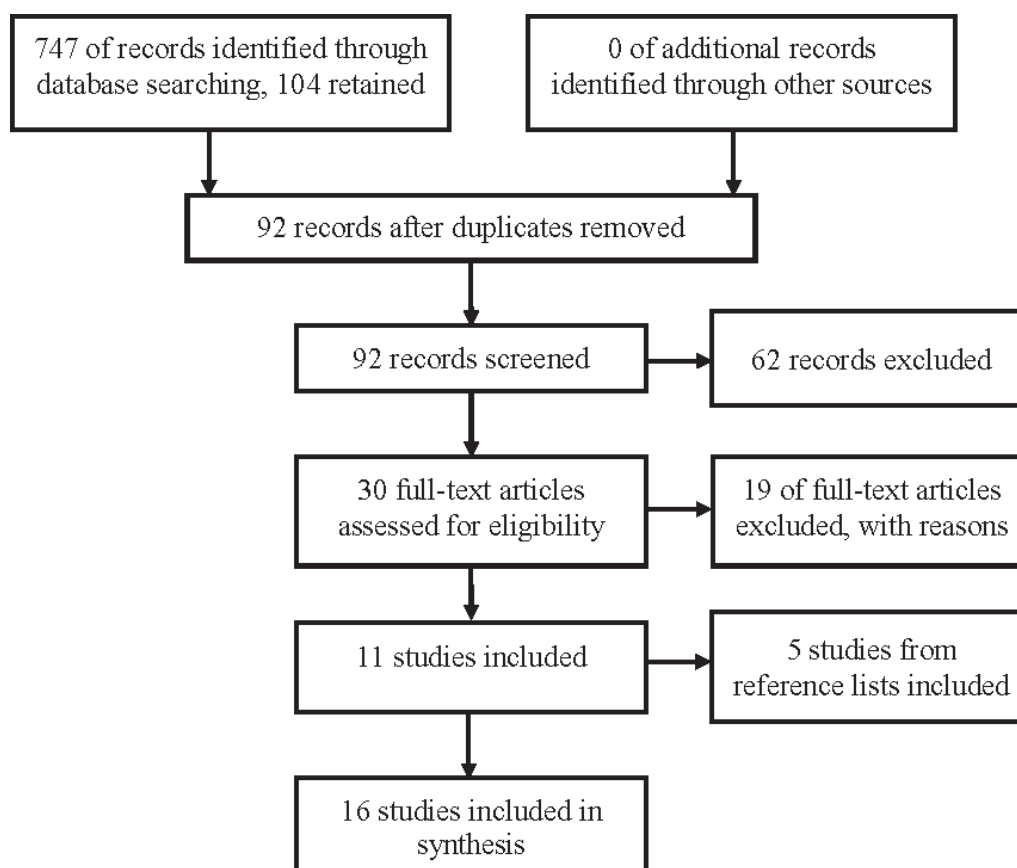 747 of records identified through
database searching, 104 retained
0 of additional records
identified through other sources
92 records after duplicates removed
92 records screened
62 records excluded
30 full-text articles
assessed for eligibility
19 of full-text articles
excluded, with reasons
11 studies included
5 studies from
reference lists included
16 studies included in
synthesis